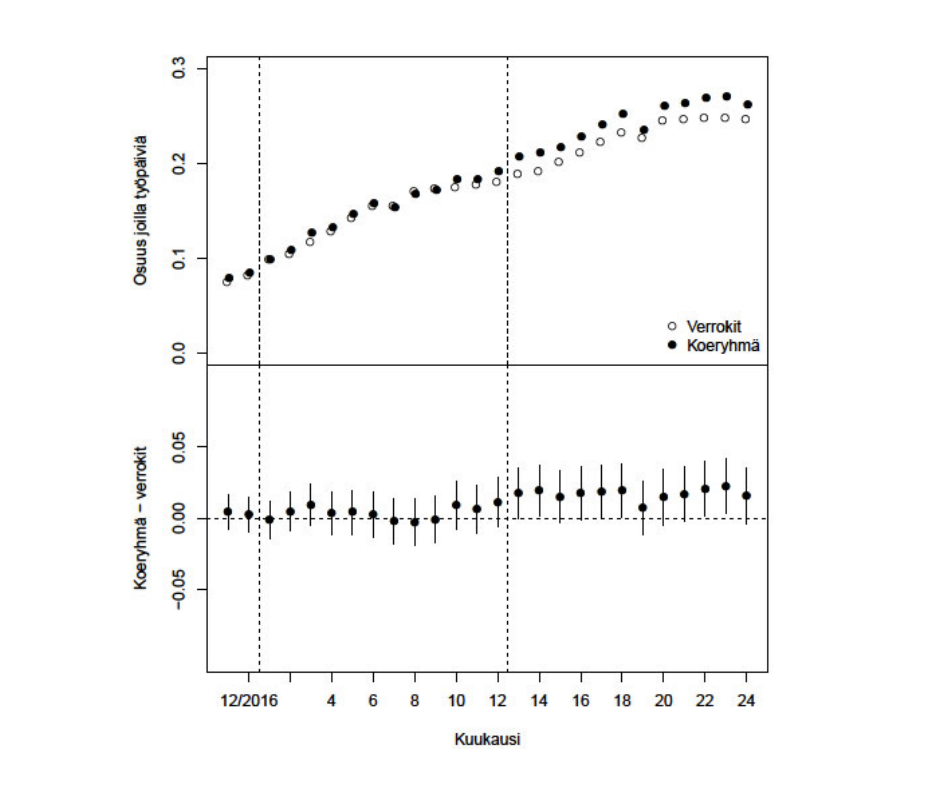 Osuus joilla työpäiviä
0.3
0.2
0.1
0.0
Verrokit
Koeryhmä
Koeryhmä − verrokit
0.05
0.00
−0.05
12/2016 4 6 8 10 12 14 16 18 20 22 24
Kuukausi